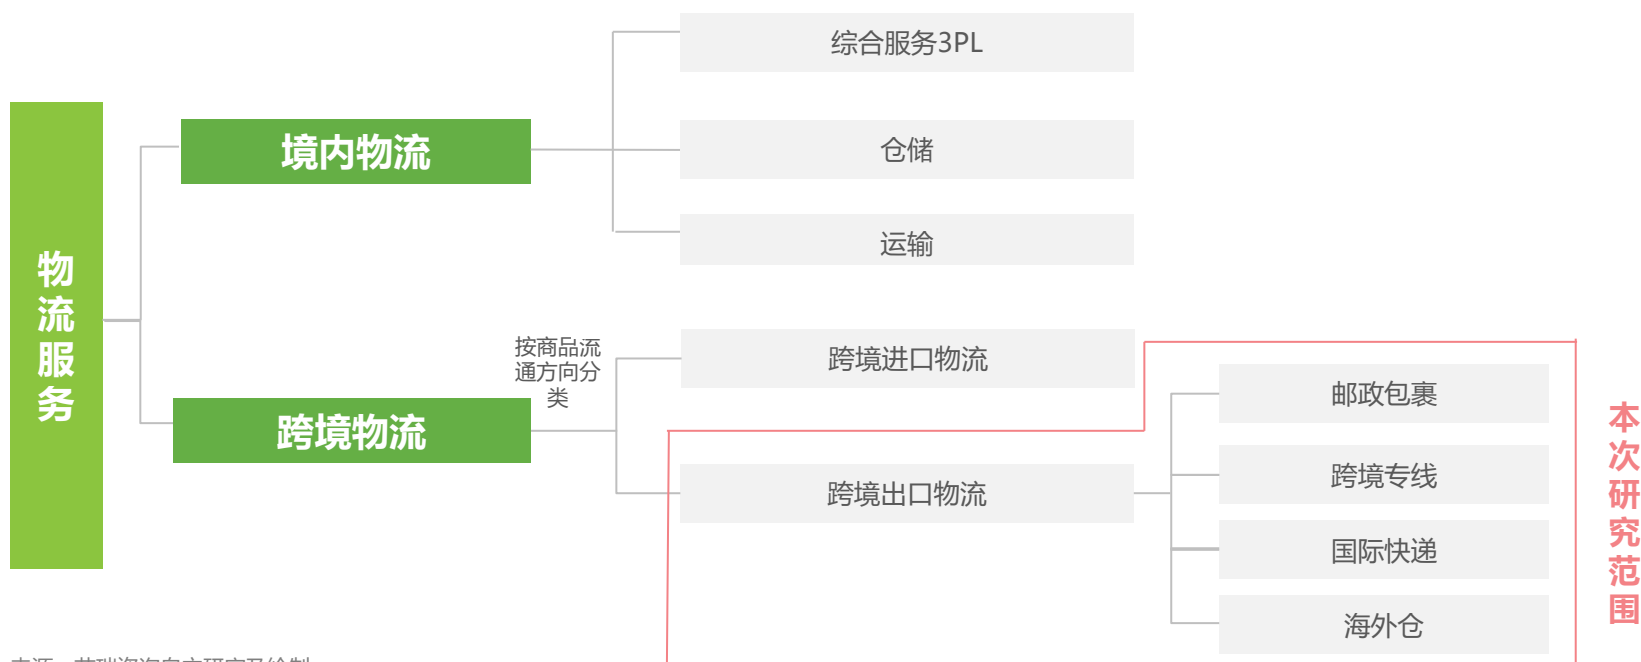 物流服务
境内物流
综合服务3PL
仓储
运输
按商品流
通方向分
类
跨境物流
跨境进口物流
跨境出口物流
邮政包裹
跨境专线
国际快递
海外仓
本次研究范围